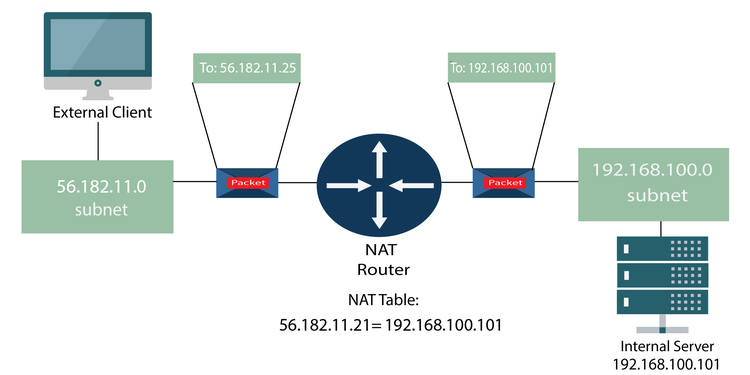 To: 56.182.11.25
To: 192.168.100.101
External Client
56.182.11.0
subnet
Packet
Packet
192.168.100.0
subnet
NAT
Router
NAT Table:
56.182.11.21= 192.168.100.101
Internal Server
192.168.100.101